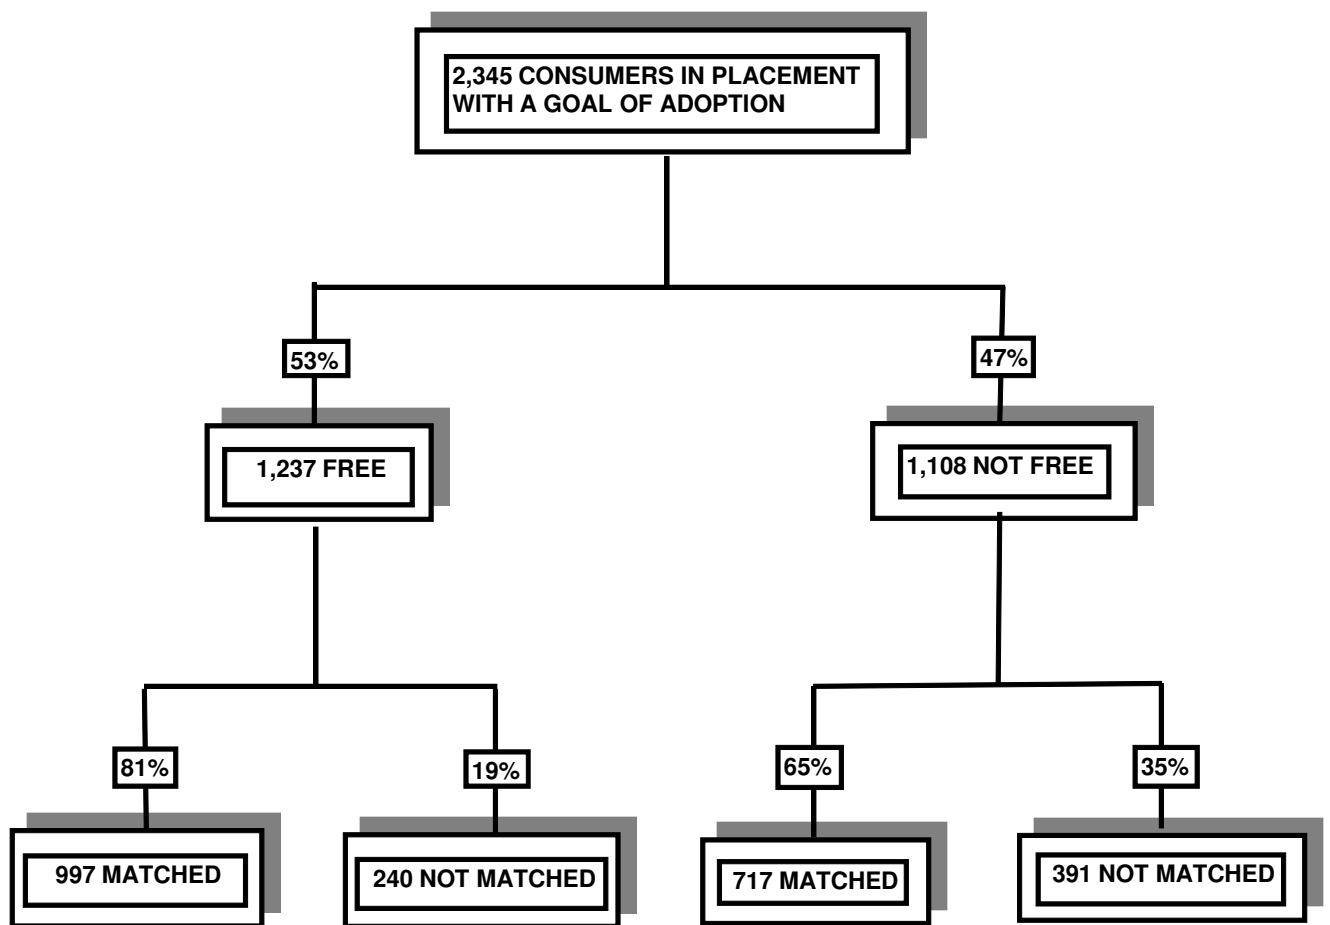 2,345 CONSUMERS IN PLACEMENT
WITH A GOAL OF ADOPTION
53%
47%
1,237 FREE
1,108 NOT FREE
81%
19%
65%
35%
997 MATCHED
240 NOT MATCHED
717 MATCHED
391 NOT MATCHED